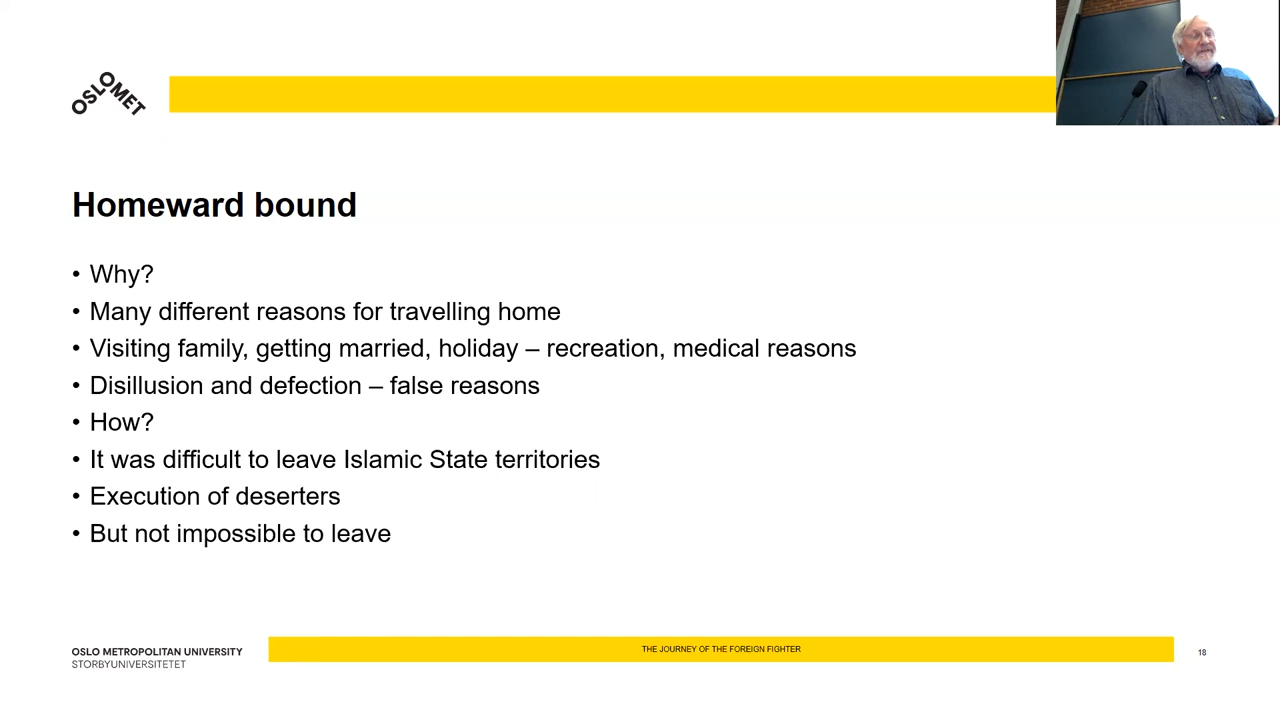 OSLOMET
Homeward bound
• Why?
• Many different reasons for travelling home
• Visiting family, getting married, holiday – recreation, medical reasons
• Disillusion and defection – false reasons
• How?
• It was difficult to leave Islamic State territories
• Execution of deserters
• But not impossible to leave
OSLO METROPOLITAN UNIVERSITY
STORBYUNIVERSITETET
THE JOURNEY OF THE FOREIGN FIGHTER
18